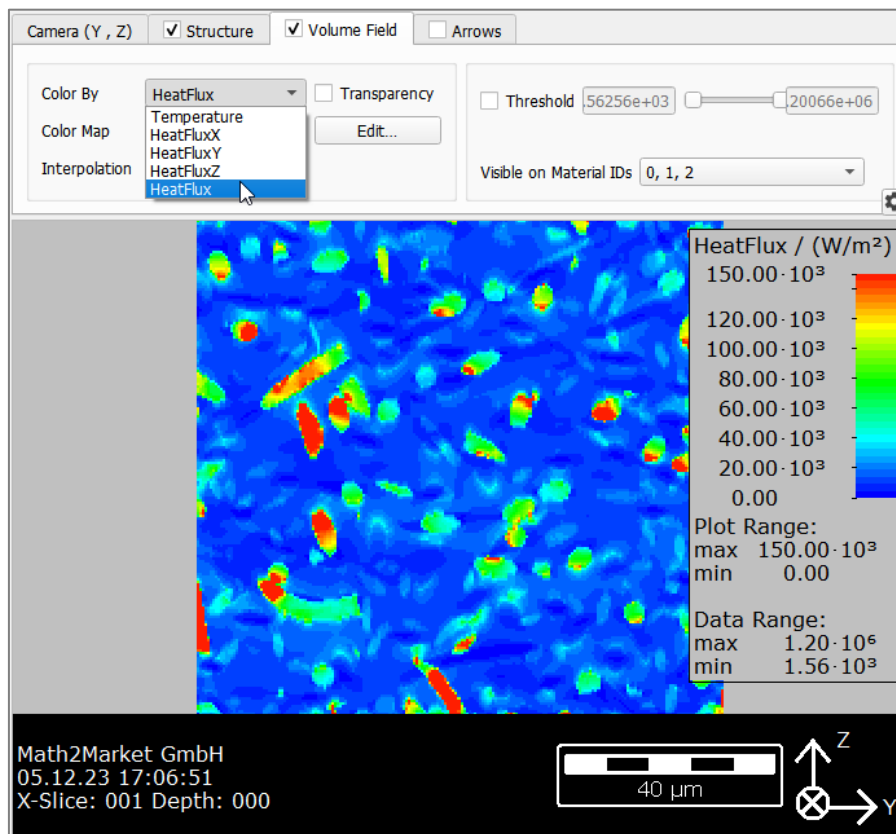 Camera (Y , Z) Structure Volume Field Arrows
Color By HeatFlux Transparency
Threshold .56256e+03 .20066e+06
Temperature
Color Map HeatFluxX Edit...
HeatFluxY
Interpolation HeatFluxZ Visible on Material IDs 0, 1, 2
HeatFlux
HeatFlux / (W/m²)
150.00·10³
120.00·10³
100.00·10³
80.00·10³
60.00·10³
40.00·10³
20.00·10³
0.00
Plot Range:
max 150.00·10³
min 0.00
Data Range:
max 1.20·10⁶
min 1.56·10³
Math2Market GmbH
05.12.23 17:06:51
X-Slice: 001 Depth: 000
40 µm
Z
Y